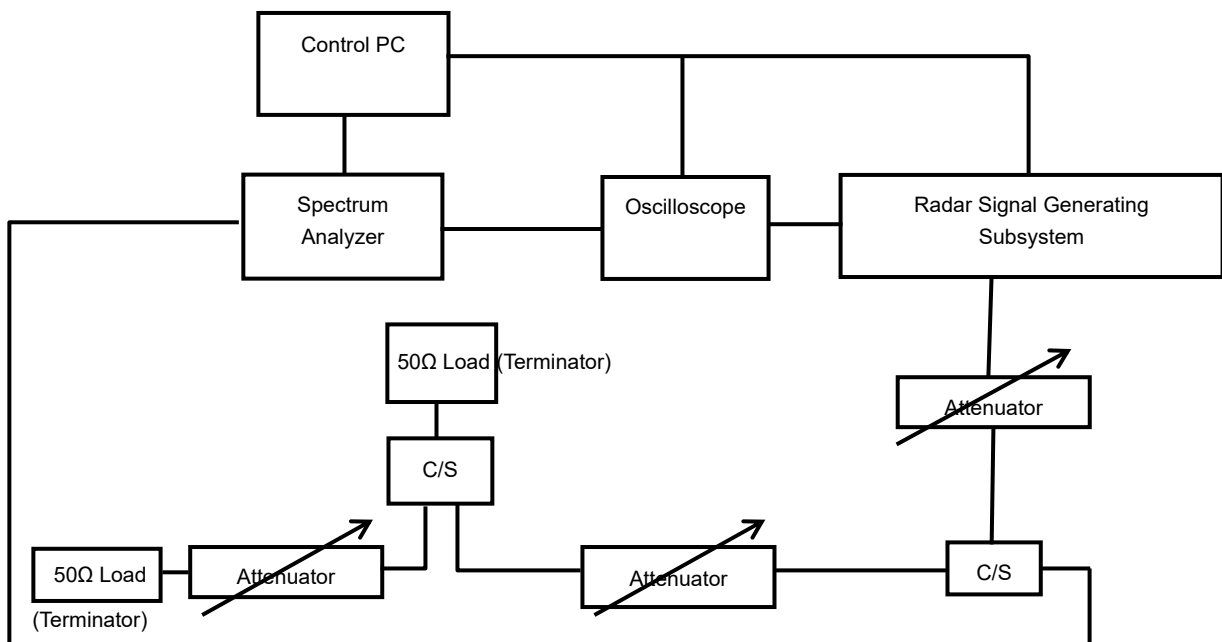 Control PC
Spectrum
Analyzer
Oscilloscope
Radar Signal Generating
Subsystem
50Ω Load (Terminator)
Attenuator
C/S
50Ω Load
(Terminator)
Attenuator
Attenuator
C/S